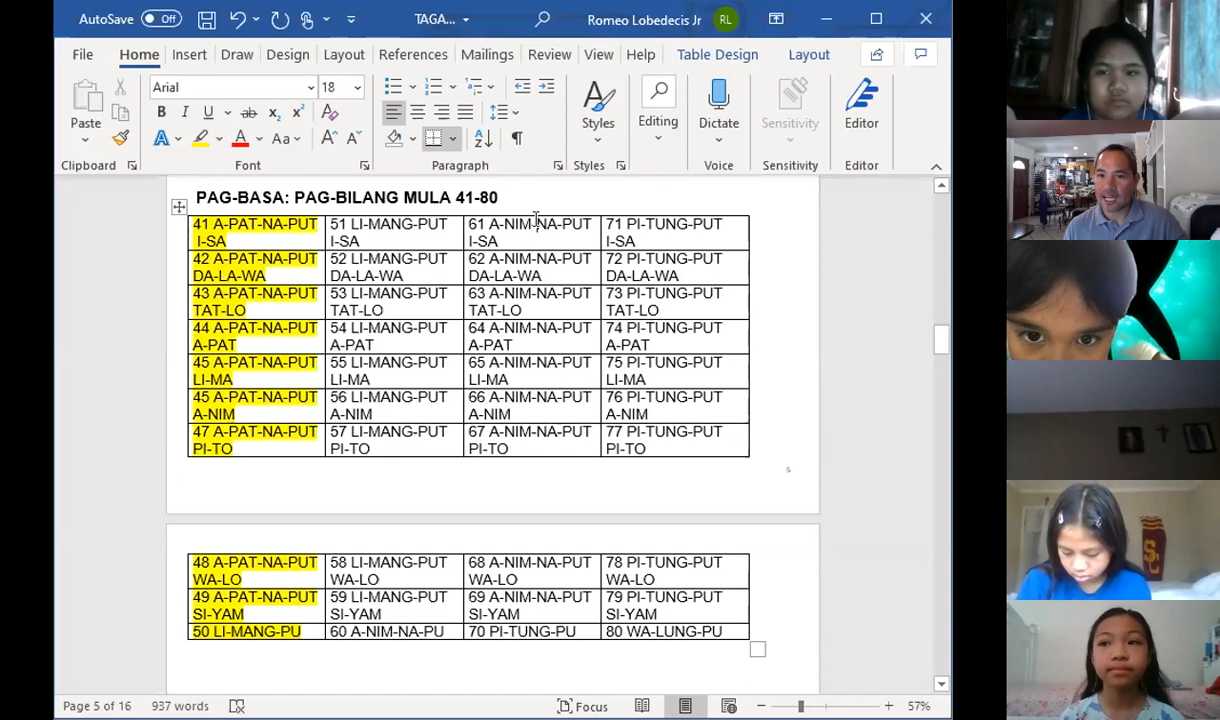 AutoSave Off TAGA... Romeo Lobedecis Jr RL
File Home Insert Draw Design Layout References Mailings Review View Help Table Design Layout
Arial 18
Paste Styles Editing Dictate Sensitivity Editor
Clipboard Font Paragraph Styles Voice Sensitivity Editor
PAG-BASA: PAG-BILANG MULA 41-80
41 A-PAT-NA-PUT 51 LI-MANG-PUT 61 A-NIM-NA-PUT 71 PI-TUNG-PUT
I-SA I-SA I-SA I-SA
42 A-PAT-NA-PUT 52 LI-MANG-PUT 62 A-NIM-NA-PUT 72 PI-TUNG-PUT
DA-LA-WA DA-LA-WA DA-LA-WA DA-LA-WA
43 A-PAT-NA-PUT 53 LI-MANG-PUT 63 A-NIM-NA-PUT 73 PI-TUNG-PUT
TAT-LO TAT-LO TAT-LO TAT-LO
44 A-PAT-NA-PUT 54 LI-MANG-PUT 64 A-NIM-NA-PUT 74 PI-TUNG-PUT
A-PAT A-PAT A-PAT A-PAT
45 A-PAT-NA-PUT 55 LI-MANG-PUT 65 A-NIM-NA-PUT 75 PI-TUNG-PUT
LI-MA LI-MA LI-MA LI-MA
45 A-PAT-NA-PUT 56 LI-MANG-PUT 66 A-NIM-NA-PUT 76 PI-TUNG-PUT
A-NIM A-NIM A-NIM A-NIM
47 A-PAT-NA-PUT 57 LI-MANG-PUT 67 A-NIM-NA-PUT 77 PI-TUNG-PUT
PI-TO PI-TO PI-TO PI-TO
5
48 A-PAT-NA-PUT 58 LI-MANG-PUT 68 A-NIM-NA-PUT 78 PI-TUNG-PUT
WA-LO WA-LO WA-LO WA-LO
49 A-PAT-NA-PUT 59 LI-MANG-PUT 69 A-NIM-NA-PUT 79 PI-TUNG-PUT
SI-YAM SI-YAM SI-YAM SI-YAM
50 LI-MANG-PU 60 A-NIM-NA-PU 70 PI-TUNG-PU 80 WA-LUNG-PU
Page 5 of 16 937 words Focus 57%
SC